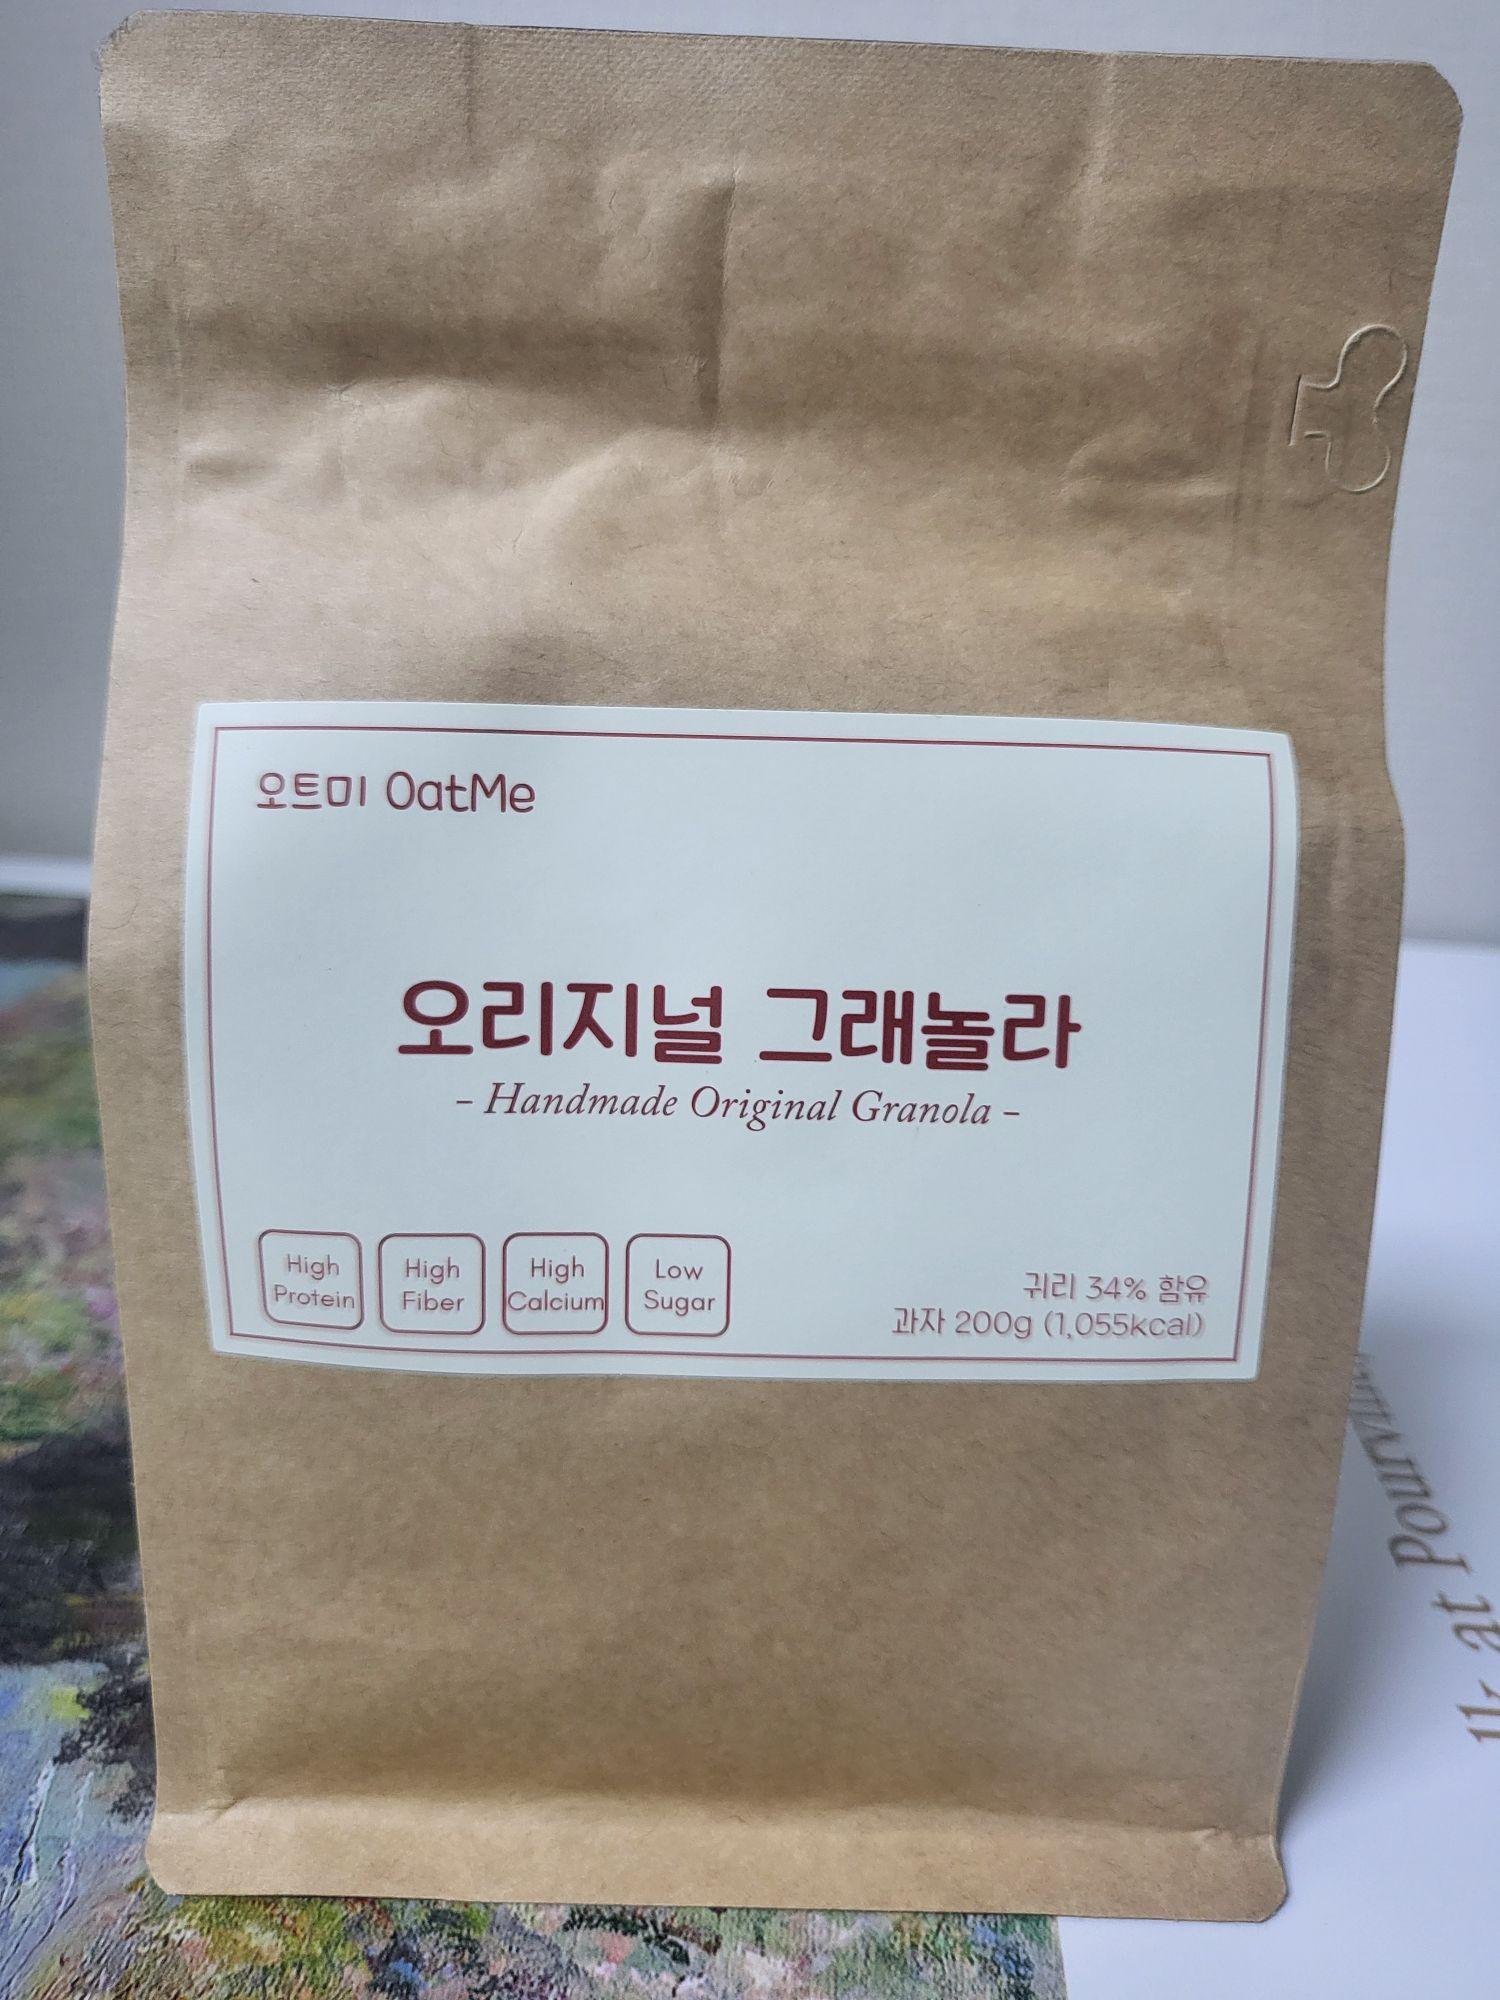 오트미 OatMe
오리지널 그래놀라
- Handmade Original Granola -
High
Protein
High
Fiber
High
Calcium
Low
Sugar
귀리 34% 함유
과자 200g (1,055kcal)
at